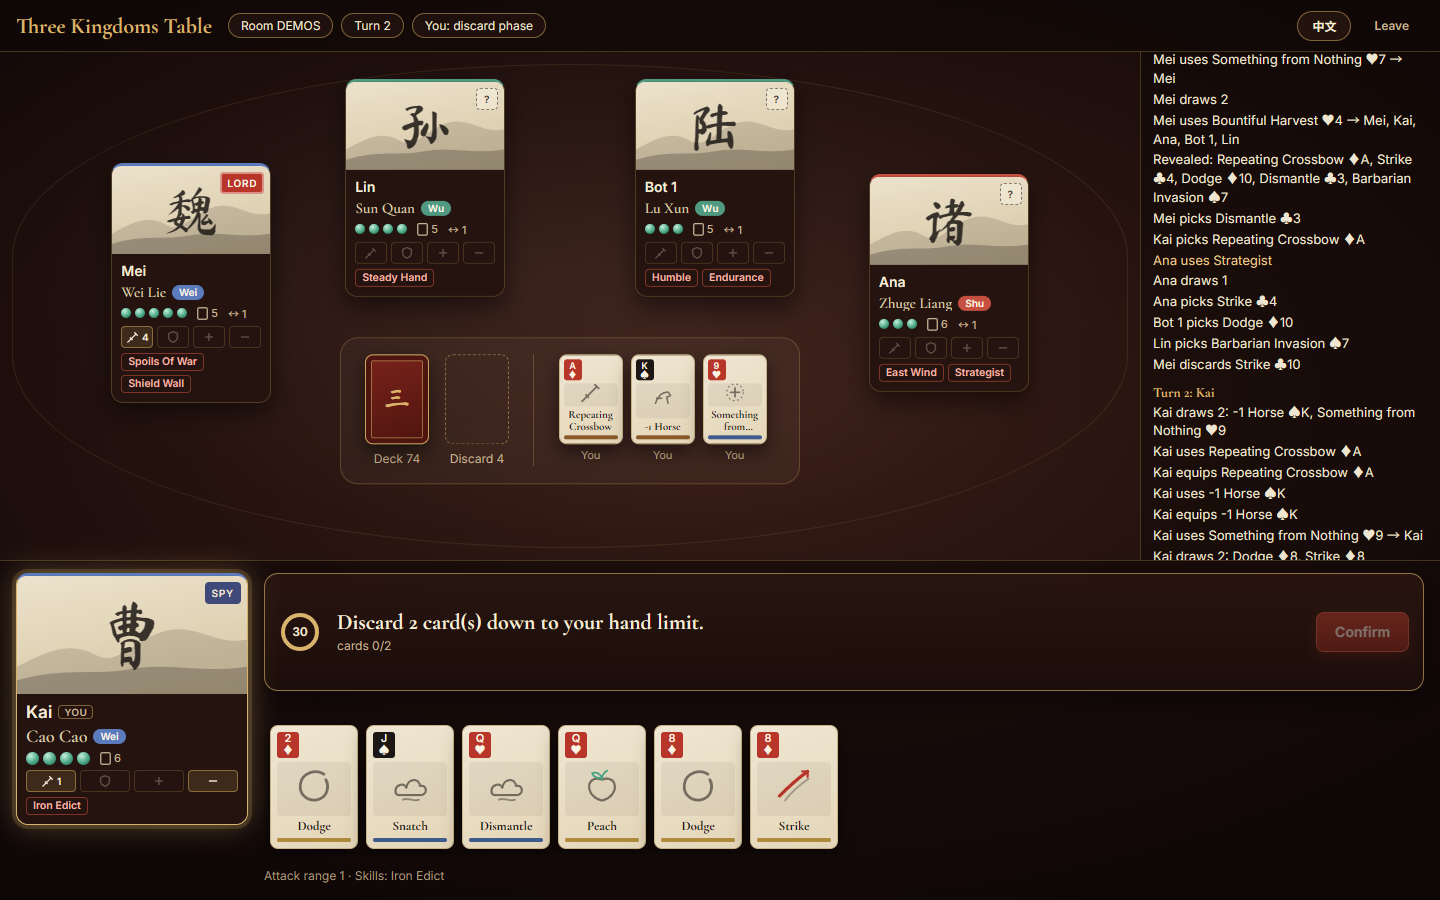 Three Kingdoms Table
Room DEMOS
Turn 2
You: discard phase
中文
Leave
魏
LORD
Mei
Wei Lie Wei
5 ↔1
4
Spoils Of War
Shield Wall
孙
?
Lin
Sun Quan Wu
5 ↔1
+ −
Steady Hand
陆
?
Bot 1
Lu Xun Wu
5 ↔1
+ −
Humble Endurance
诸
?
Ana
Zhuge Liang Shu
6 ↔1
+ −
East Wind Strategist
三
Deck 74
Discard 4
A♦
Repeating
Crossbow
You
K♠
-1 Horse
You
9♥
Something
from...
You
Mei uses Something from Nothing ♥7 →
Mei
Mei draws 2
Mei uses Bountiful Harvest ♥4 → Mei, Kai,
Ana, Bot 1, Lin
Revealed: Repeating Crossbow ♦A, Strike
♣4, Dodge ♦10, Dismantle ♣3, Barbarian
Invasion ♠7
Mei picks Dismantle ♣3
Kai picks Repeating Crossbow ♦A
Ana uses Strategist
Ana draws 1
Ana picks Strike ♣4
Bot 1 picks Dodge ♦10
Lin picks Barbarian Invasion ♠7
Mei discards Strike ♣10
Turn 2: Kai
Kai draws 2: -1 Horse ♠K, Something from
Nothing ♥9
Kai uses Repeating Crossbow ♦A
Kai equips Repeating Crossbow ♦A
Kai uses -1 Horse ♠K
Kai equips -1 Horse ♠K
Kai uses Something from Nothing ♥9 → Kai
Kai draws 2: Dodge ♦8, Strike ♦8
曹
SPY
Kai YOU
Cao Cao Wei
6
1 + −
Iron Edict
30
Discard 2 card(s) down to your hand limit.
cards 0/2
Confirm
2♦
Dodge
J♠
Snatch
Q♥
Dismantle
Q♥
Peach
8♦
Dodge
8♦
Strike
Attack range 1 · Skills: Iron Edict